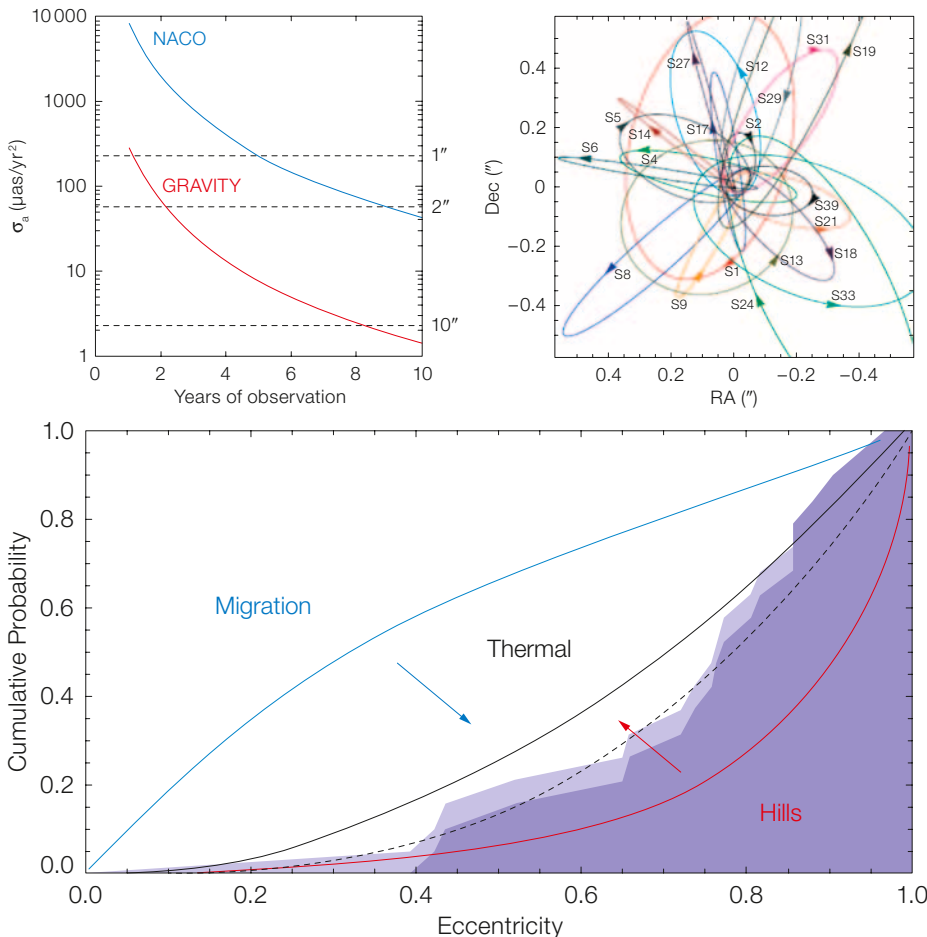 10 000
1000
100
10
1
σa (μas/yr²)
NACO
GRAVITY
1″
2″
10″
0 2 4 6 8 10
Years of observation
0.4
0.2
0
−0.2
−0.4
Dec (″)
S31
S19
S27
S12
S29
S5
S17
S2
S14
S6
S4
S39
S21
S18
S8
S1
S13
S9
S24
S33
0.4 0.2 0 −0.2 −0.4
RA (″)
1.0
0.8
0.6
0.4
0.2
0.0
Cumulative Probability
Migration
Thermal
Hills
0.0 0.2 0.4 0.6 0.8 1.0
Eccentricity